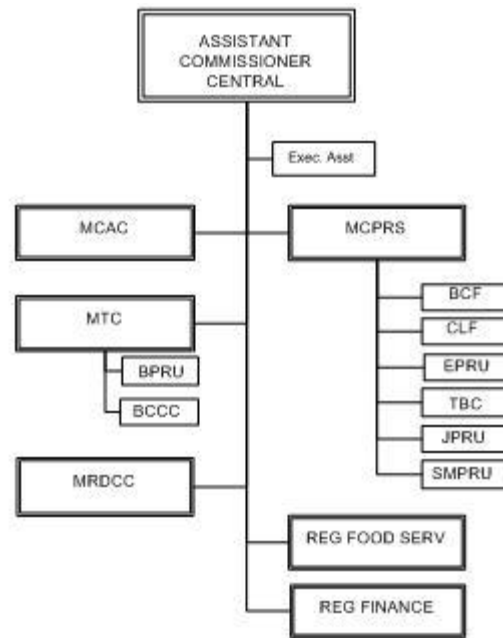 ASSISTANT
COMMISSIONER
CENTRAL
Exec. Asst
MCAC
MCPRS
BCF
MTC
CLF
BPRU
EPRU
BCCC
TBC
JPRU
MRDCC
SMPRU
REG FOOD SERV
REG FINANCE